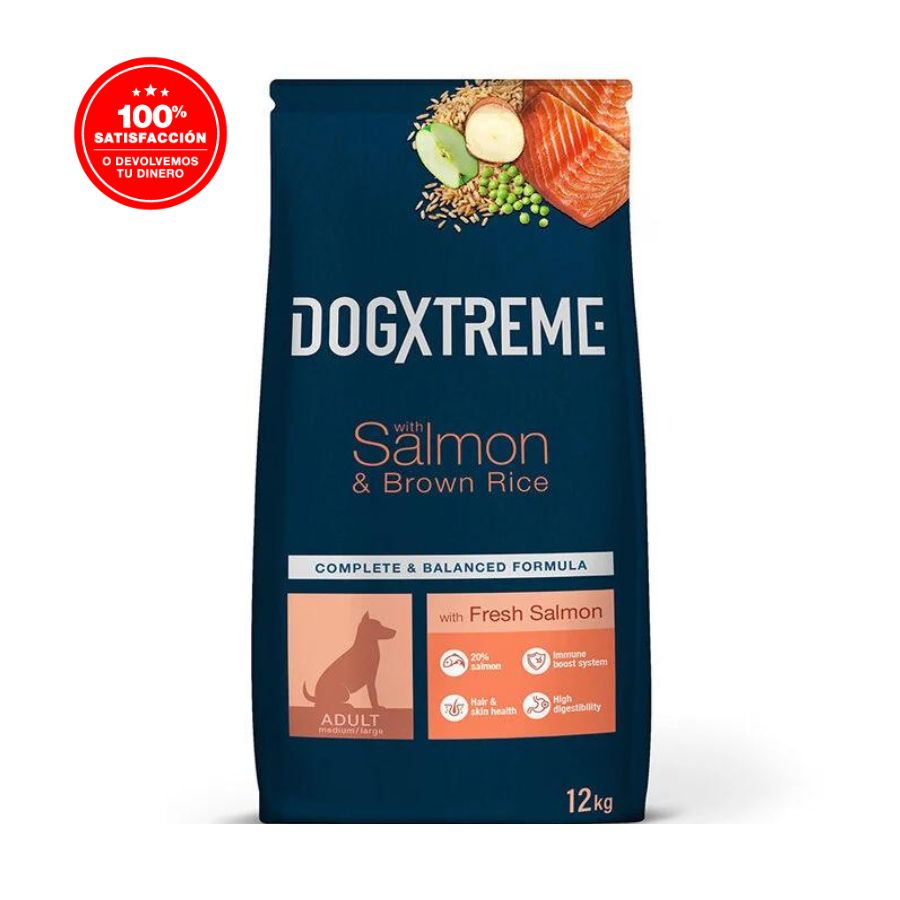 100%
SATISFACCIÓN
O DEVOLVEMOS
TU DINERO
DOGXTREME
with
Salmon
& Brown Rice
COMPLETE & BALANCED FORMULA
with Fresh Salmon
20%
salmon
Immune
boost system
Hair &
skin health
High
digestibility
ADULT
medium/large
12kg